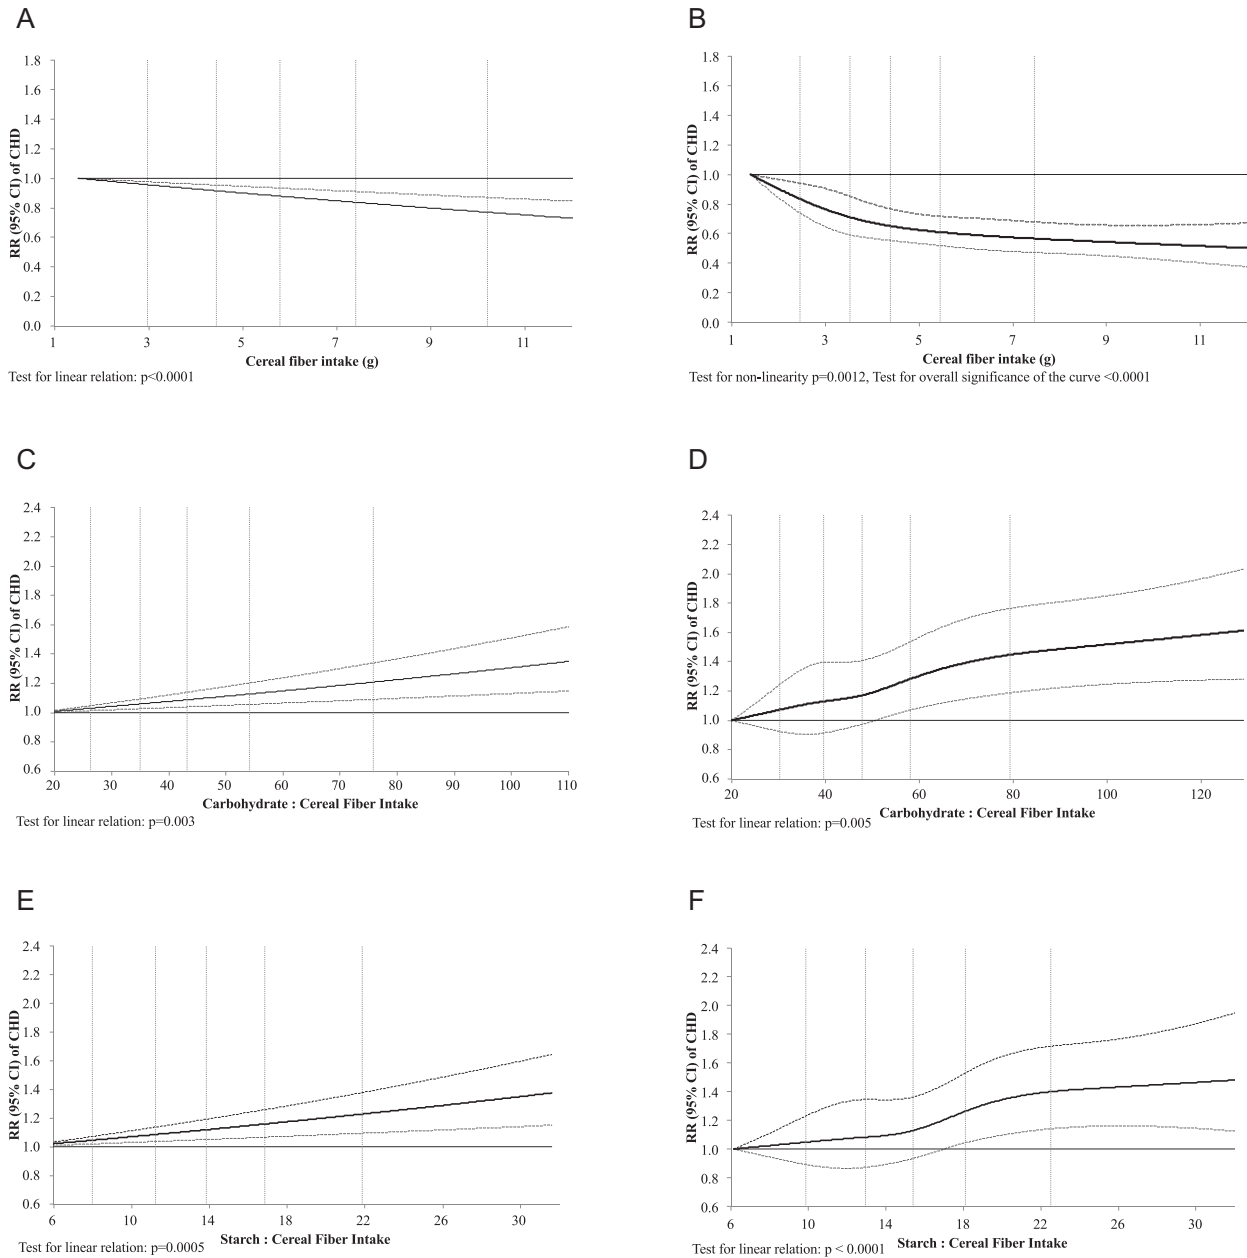 A
1.8
1.6
1.4
1.2
1.0
0.8
0.6
0.4
0.2
0.0
RR (95% CI) of CHD
1 3 5 7 9 11
Cereal fiber intake (g)
Test for linear relation: p<0.0001
B
1.8
1.6
1.4
1.2
1.0
0.8
0.6
0.4
0.2
0.0
RR (95% CI) of CHD
1 3 5 7 9 11
Cereal fiber intake (g)
Test for non-linearity p=0.0012, Test for overall significance of the curve <0.0001
C
2.4
2.2
2.0
1.8
1.6
1.4
1.2
1.0
0.8
0.6
RR (95% CI) of CHD
20 30 40 50 60 70 80 90 100 110
Carbohydrate : Cereal Fiber Intake
Test for linear relation: p=0.003
D
2.4
2.2
2.0
1.8
1.6
1.4
1.2
1.0
0.8
0.6
RR (95% CI) of CHD
20 40 60 80 100 120
Carbohydrate : Cereal Fiber Intake
Test for linear relation: p=0.005
E
2.4
2.2
2.0
1.8
1.6
1.4
1.2
1.0
0.8
0.6
RR (95% CI) of CHD
6 10 14 18 22 26 30
Starch : Cereal Fiber Intake
Test for linear relation: p=0.0005
F
2.4
2.2
2.0
1.8
1.6
1.4
1.2
1.0
0.8
0.6
RR (95% CI) of CHD
6 10 14 18 22 26 30
Starch : Cereal Fiber Intake
Test for linear relation: p < 0.0001